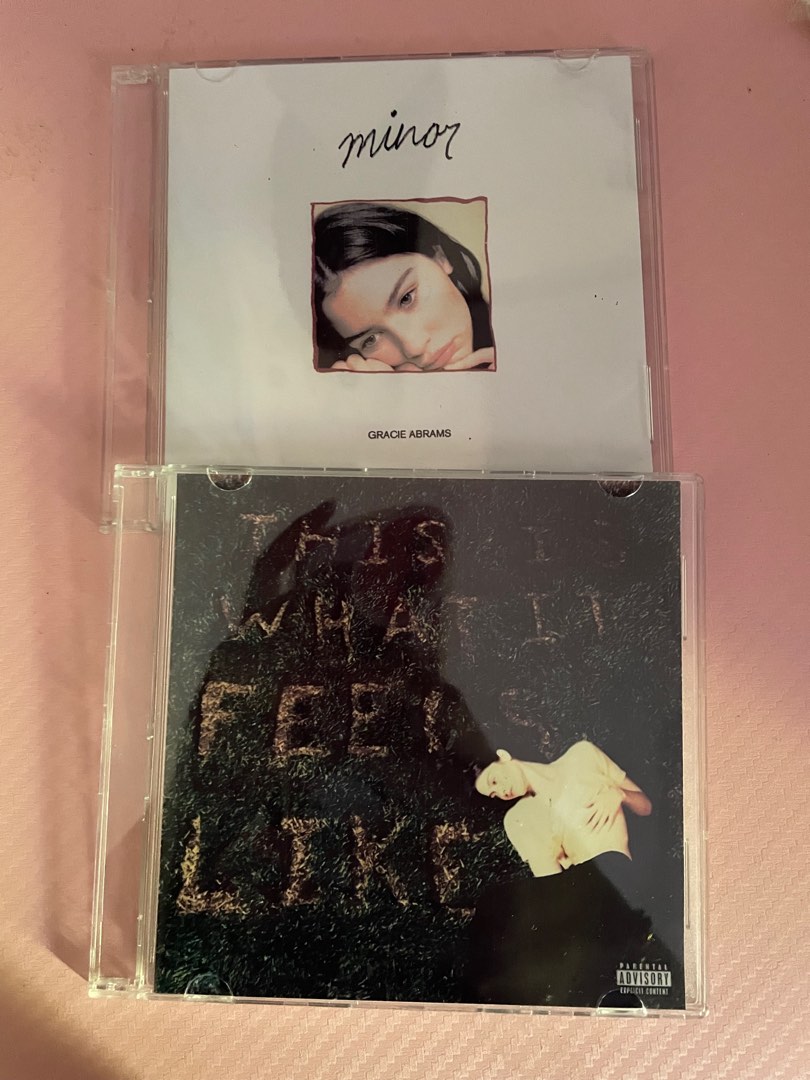 minor
GRACIE ABRAMS
THIS IS
WHAT IT
FEELS
LIKE
PARENTAL
ADVISORY
EXPLICIT CONTENT